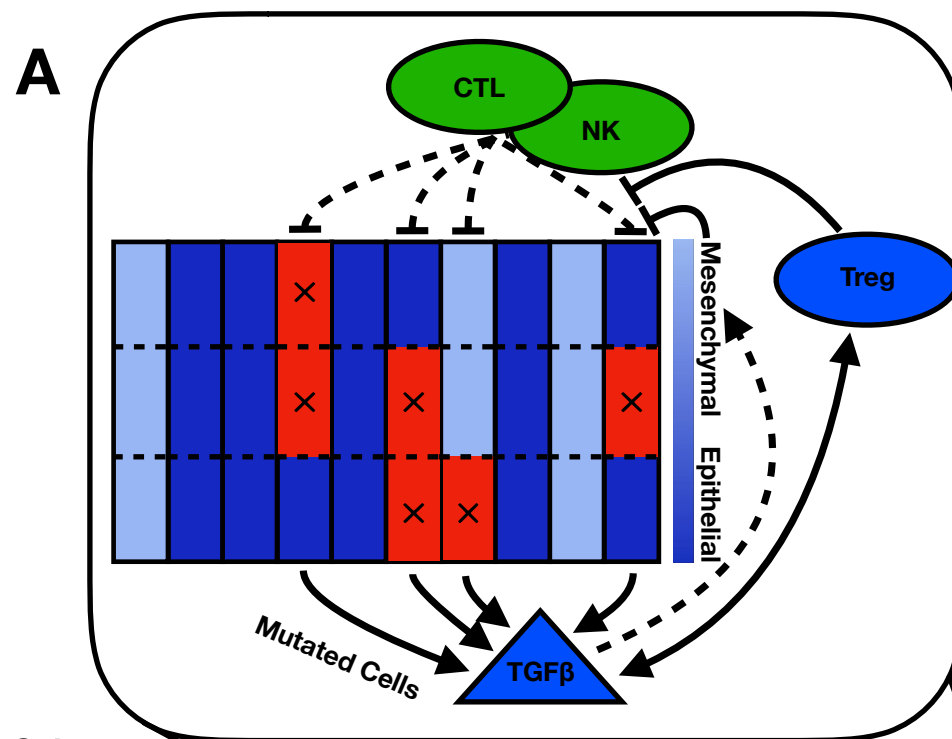 A
CTL
NK
Treg
Mesenchymal
Epithelial
Mutated Cells
TGFβ